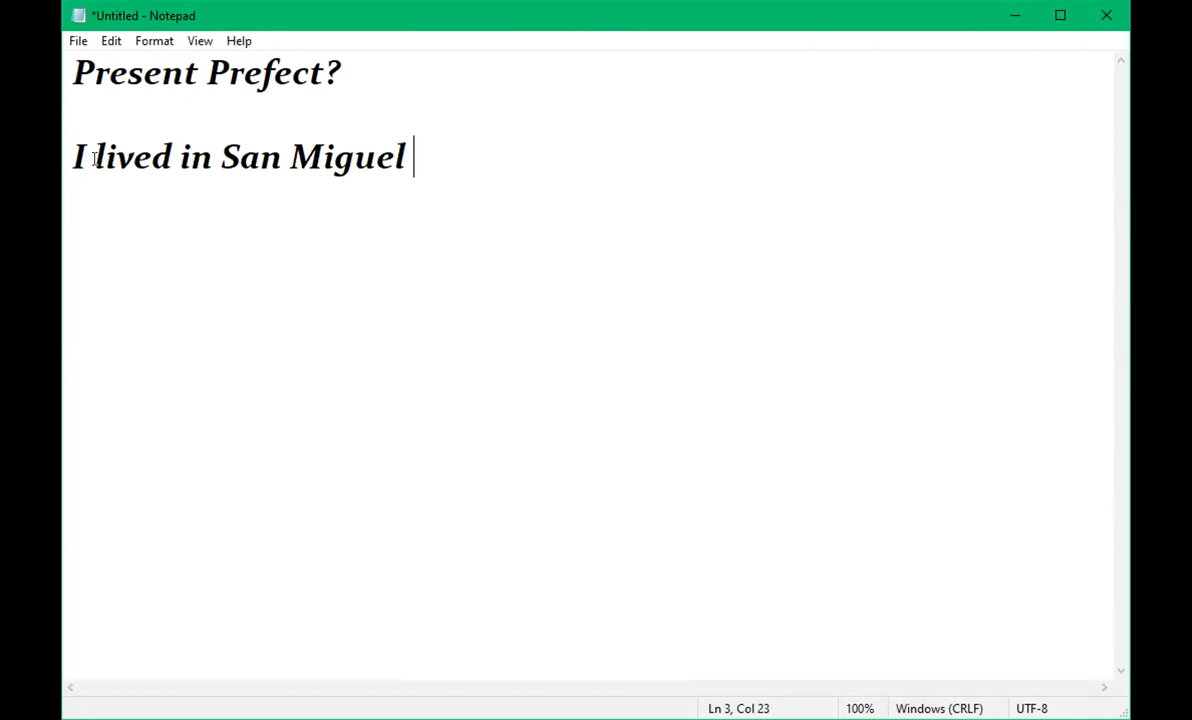 *Untitled - Notepad
File Edit Format View Help
Present Prefect?
I lived in San Miguel
Ln 3, Col 23 100% Windows (CRLF) UTF-8